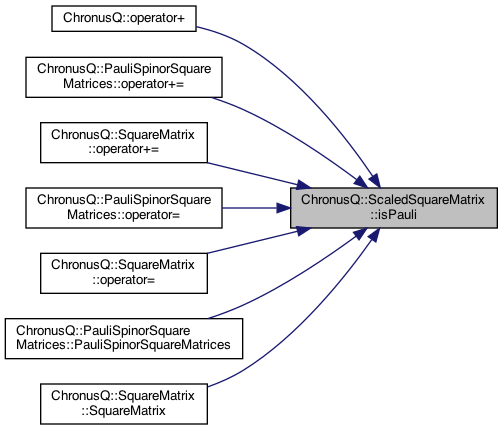 ChronusQ::operator+
ChronusQ::PauliSpinorSquare
Matrices::operator+=
ChronusQ::SquareMatrix
::operator+=
ChronusQ::PauliSpinorSquare
Matrices::operator=
ChronusQ::ScaledSquareMatrix
::isPauli
ChronusQ::SquareMatrix
::operator=
ChronusQ::PauliSpinorSquare
Matrices::PauliSpinorSquareMatrices
ChronusQ::SquareMatrix
::SquareMatrix